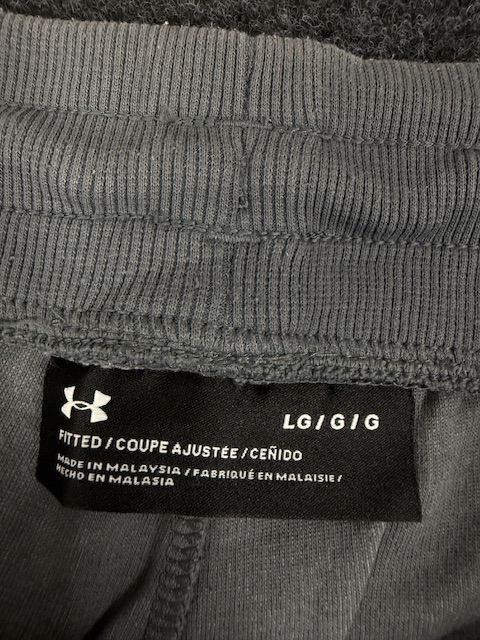 LG/G/G
FITTED / COUPE AJUSTÉE / CEÑIDO
MADE IN MALAYSIA / FABRIQUÉ EN MALAISIE /
HECHO EN MALASIA